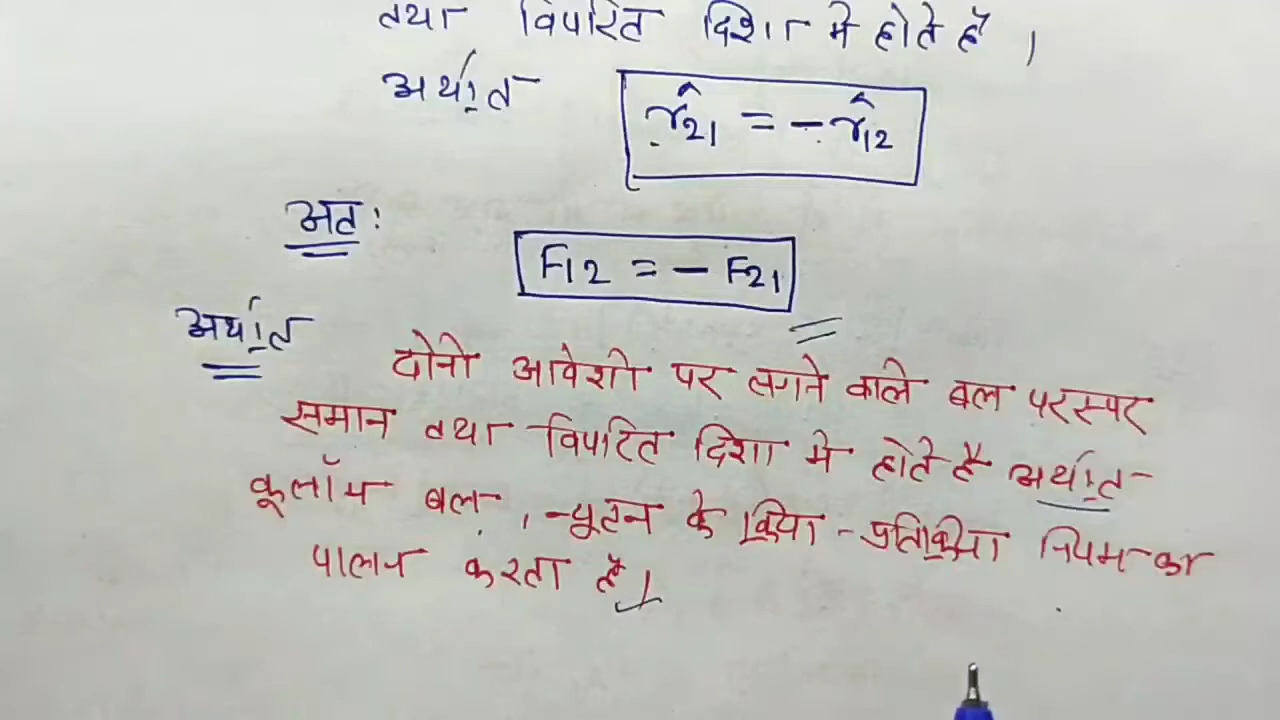 तथा विपरित दिशा में होते हैं ।
अर्थात r̂21 = - r̂12
अतः F12 = - F21
अर्थात
दोनो आवेशो पर लगने वाले बल परस्पर
समान तथा विपरित दिशा मे होते है अर्थात
कूलॉम बल, न्यूटन के क्रिया - प्रतिक्रिया नियम का
पालन करता है।